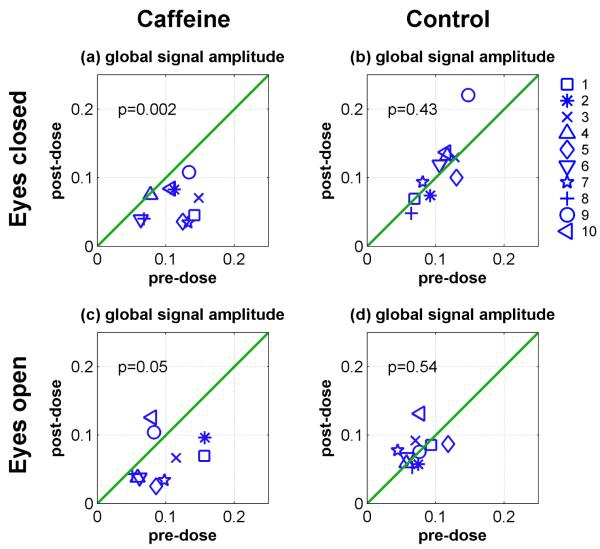 Caffeine Control
(a) global signal amplitude (b) global signal amplitude
Eyes closed
post-dose
0.2
0.1
0
p=0.002
0 0.1 0.2
pre-dose
post-dose
0.2
0.1
0
p=0.43
0 0.1 0.2
pre-dose
1
2
3
4
5
6
7
8
9
10
(c) global signal amplitude (d) global signal amplitude
Eyes open
post-dose
0.2
0.1
0
p=0.05
0 0.1 0.2
pre-dose
post-dose
0.2
0.1
0
p=0.54
0 0.1 0.2
pre-dose